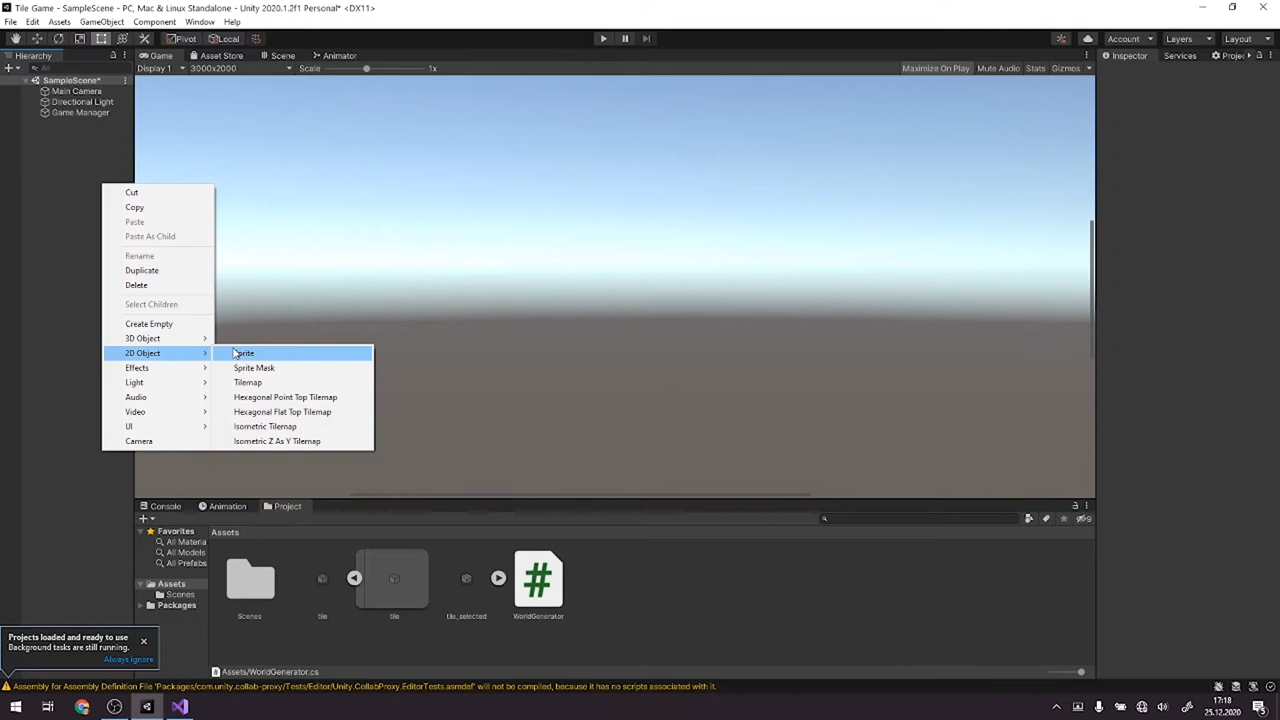 Tile Game - SampleScene - PC, Mac & Linux Standalone - Unity 2020.1.2f1 Personal* <DX11>
File Edit Assets GameObject Component Window Help
Pivot Local Account Layers Layout
Hierarchy Game Asset Store Scene Animator Inspector Services Projec
All Display 1 3000x2000 Scale 1x Maximize On Play Mute Audio Stats Gizmos
SampleScene*
Main Camera
Directional Light
Game Manager
Cut
Copy
Paste
Paste As Child
Rename
Duplicate
Delete
Select Children
Create Empty
3D Object
2D Object
Effects
Light
Audio
Video
UI
Camera
Sprite
Sprite Mask
Tilemap
Hexagonal Point Top Tilemap
Hexagonal Flat Top Tilemap
Isometric Tilemap
Isometric Z As Y Tilemap
Console Animation Project
9
Favorites
All Materia
All Models
All Prefabs
Assets
Scenes
Packages
Assets
Scenes tile tile tile_selected WorldGenerator
Assets/WorldGenerator.cs
Projects loaded and ready to use
Background tasks are still running.
Always ignore
Assembly for Assembly Definition File 'Packages/com.unity.collab-proxy/Tests/Editor/Unity.CollabProxy.EditorTests.asmdef' will not be compiled, because it has no scripts associated with it.
17:18
25.12.2020